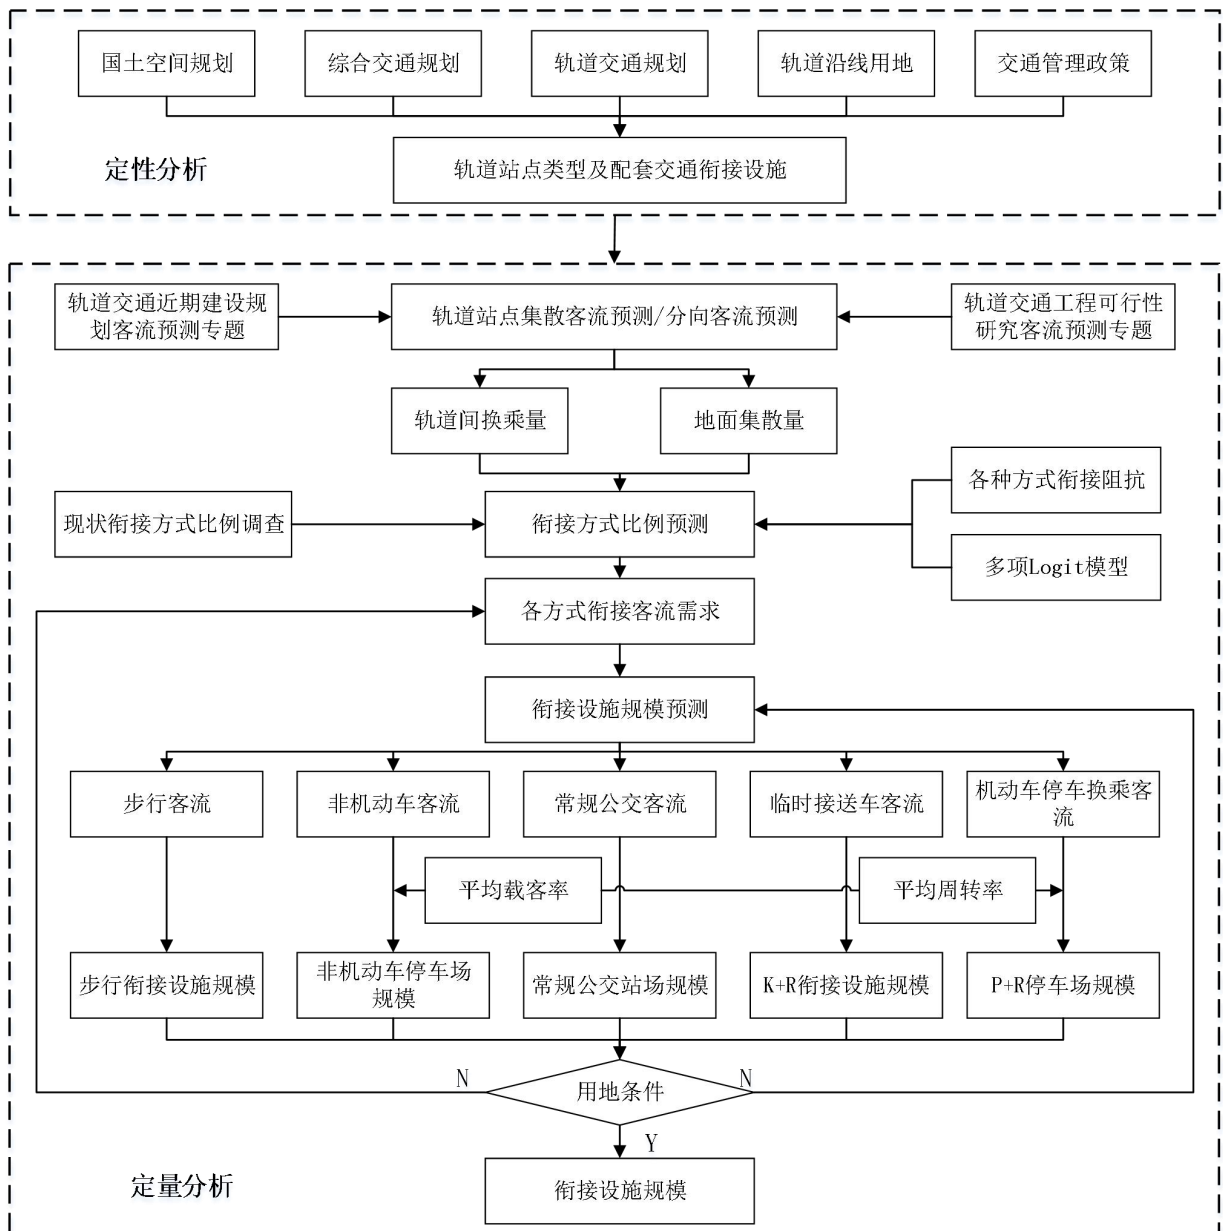 国土空间规划
综合交通规划
轨道交通规划
轨道沿线用地
交通管理政策
定性分析
轨道站点类型及配套交通衔接设施
轨道交通近期建设规
划客流预测专题
轨道站点集散客流预测/分向客流预测
轨道交通工程可行性
研究客流预测专题
轨道间换乘量
地面集散量
各种方式衔接阻抗
现状衔接方式比例调查
衔接方式比例预测
多项Logit模型
各方式衔接客流需求
衔接设施规模预测
步行客流
非机动车客流
常规公交客流
临时接送车客流
机动车停车换乘客
流
平均载客率
平均周转率
步行衔接设施规模
非机动车停车场
规模
常规公交站场规模
K+R衔接设施规模
P+R停车场规模
N
用地条件
N
Y
定量分析
衔接设施规模